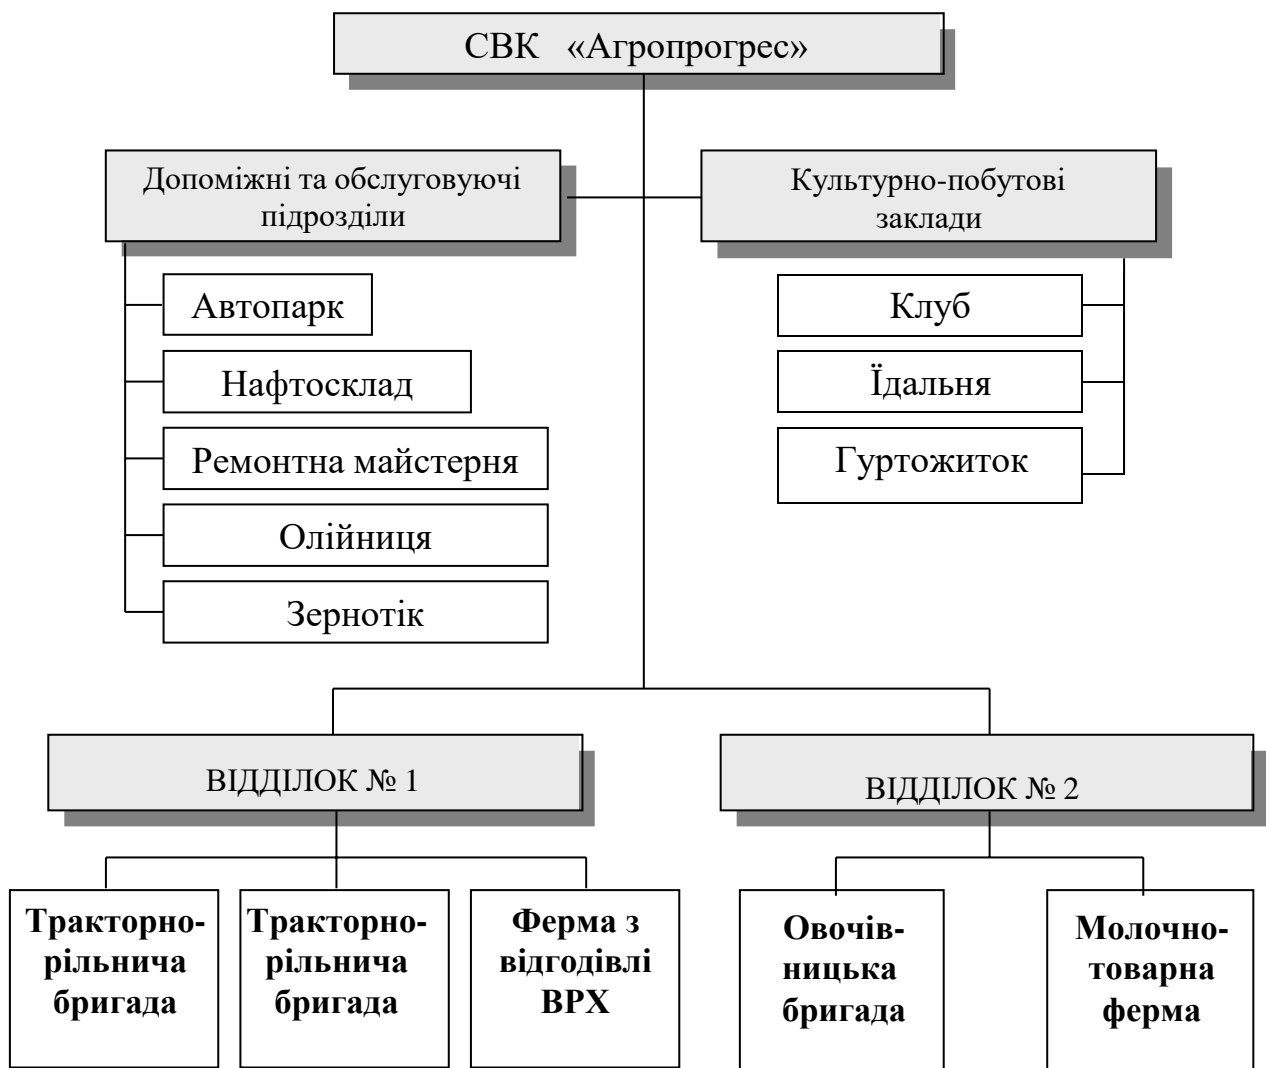 СВК «Агропрогрес»
Допоміжні та обслуговуючі
підрозділи
Культурно-побутові
заклади
Автопарк
Нафтосклад
Ремонтна майстерня
Олійниця
Зернотік
Клуб
Їдальня
Гуртожиток
ВІДДІЛОК № 1
ВІДДІЛОК № 2
Тракторно-
рільнича
бригада
Тракторно-
рільнича
бригада
Ферма з
відгодівлі
ВРХ
Овочів-
ницька
бригада
Молочно-
товарна
ферма